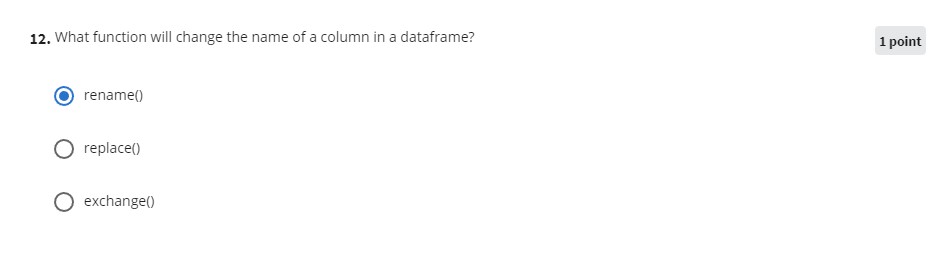 12. What function will change the name of a column in a dataframe?
1 point
rename()
replace()
exchange()